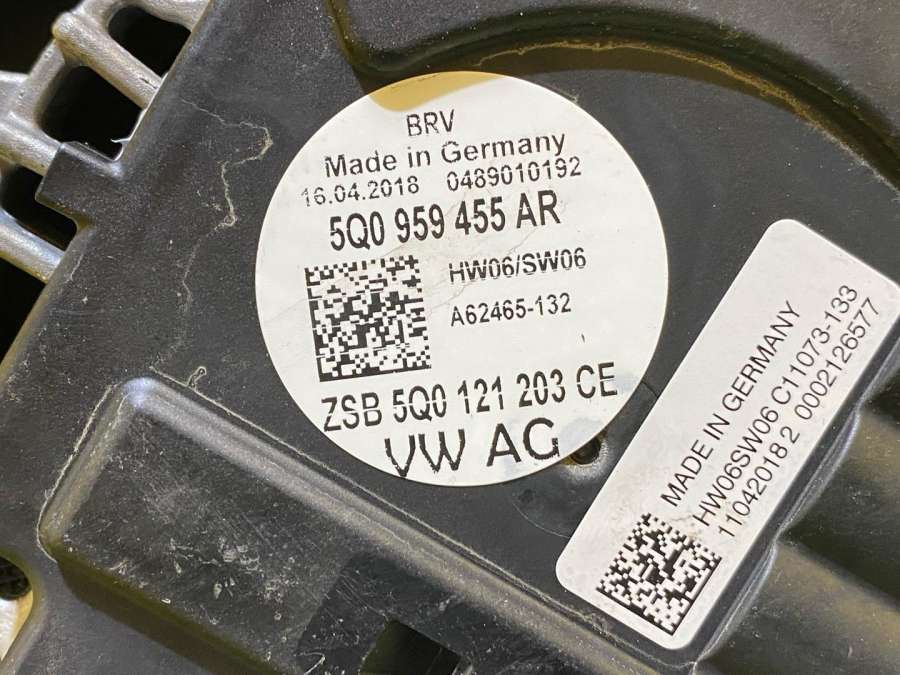 BRV
Made in Germany
16.04.2018 0489010192
5Q0 959 455 AR
HW06/SW06
A62465-132
ZSB 5Q0 121 203 CE
VW AG
MADE IN GERMANY
HW06SW06 C11073-133
110420182 0002126577